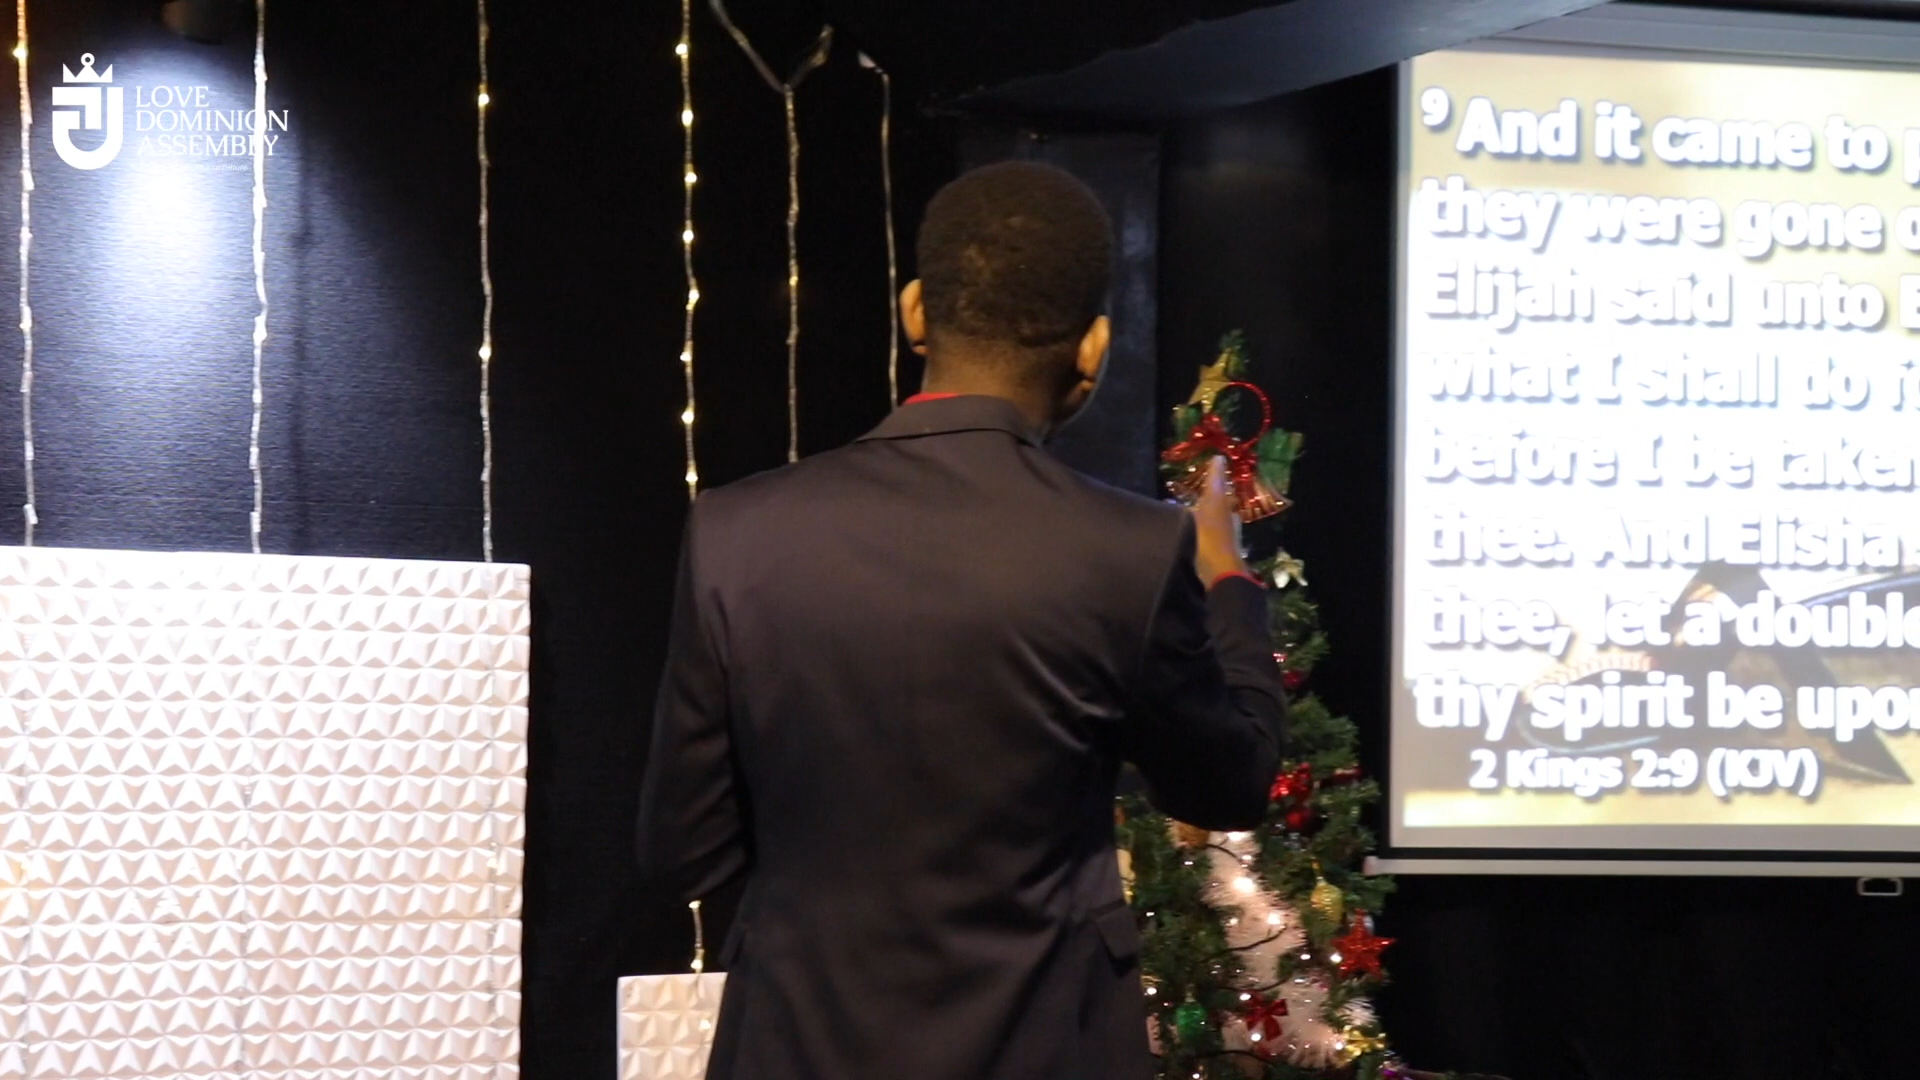 LOVE
DOMINION
ASSEMBLY
9 And it came to
they were gone
Elijah said unto
what I shall do
before I be taken
thee. And Elisha
thee, let a double
thy spirit be upon
2 Kings 2:9 (KJV)